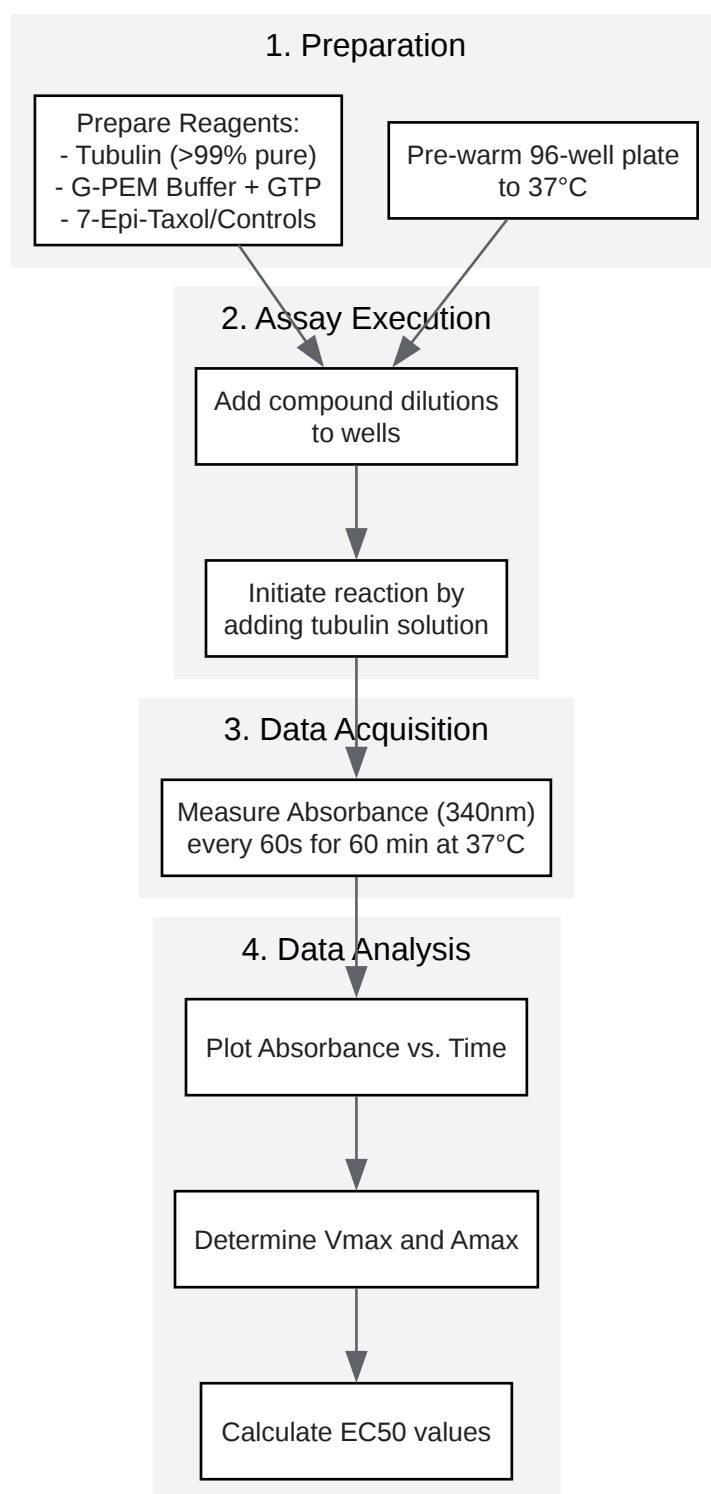 1. Preparation
Prepare Reagents:
- Tubulin (>99% pure)
- G-PEM Buffer + GTP
- 7-Epi-Taxol/Controls
Pre-warm 96-well plate
to 37°C
2. Assay Execution
Add compound dilutions
to wells
Initiate reaction by
adding tubulin solution
3. Data Acquisition
Measure Absorbance (340nm)
every 60s for 60 min at 37°C
4. Data Analysis
Plot Absorbance vs. Time
Determine Vmax and Amax
Calculate EC50 values